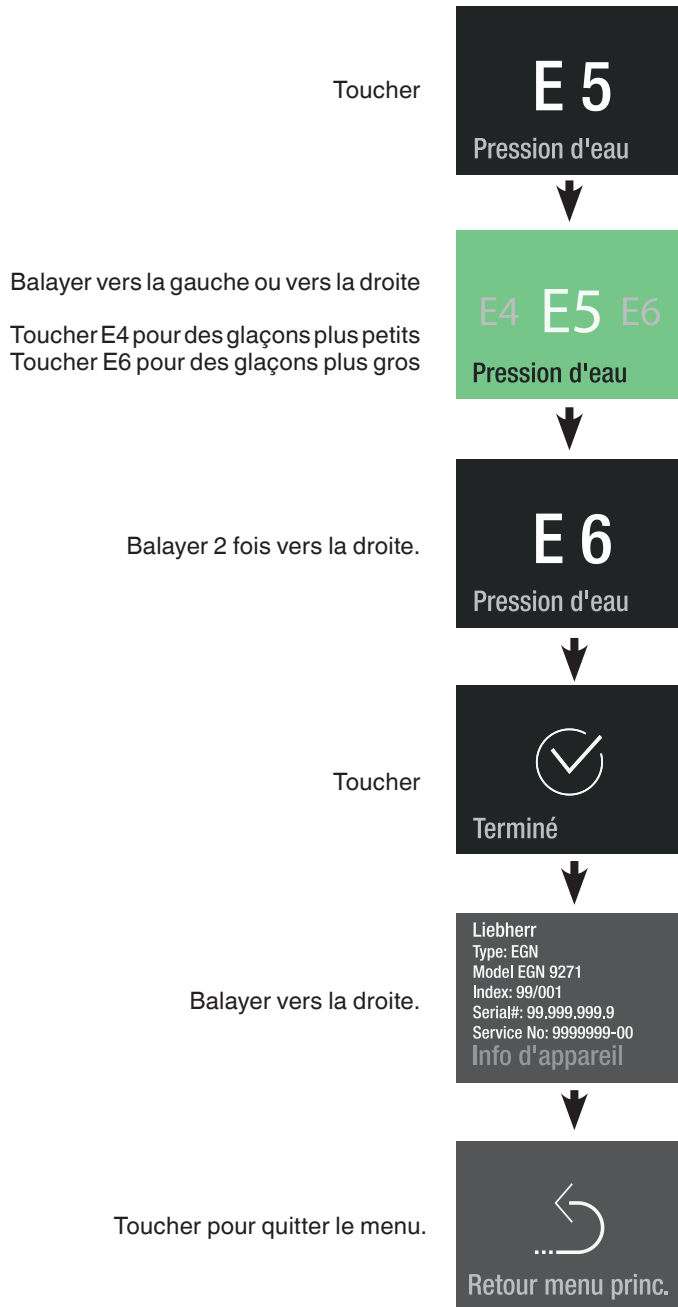 Toucher
E 5
Pression d'eau
Balayer vers la gauche ou vers la droite
Toucher E4 pour des glaçons plus petits
Toucher E6 pour des glaçons plus gros
E4 E5 E6
Pression d'eau
Balayer 2 fois vers la droite.
E 6
Pression d'eau
Toucher
Terminé
Balayer vers la droite.
Liebherr
Type: EGN
Model EGN 9271
Index: 99/001
Serial#: 99.999.999.9
Service No: 9999999-00
Info d'appareil
Toucher pour quitter le menu.
Retour menu princ.